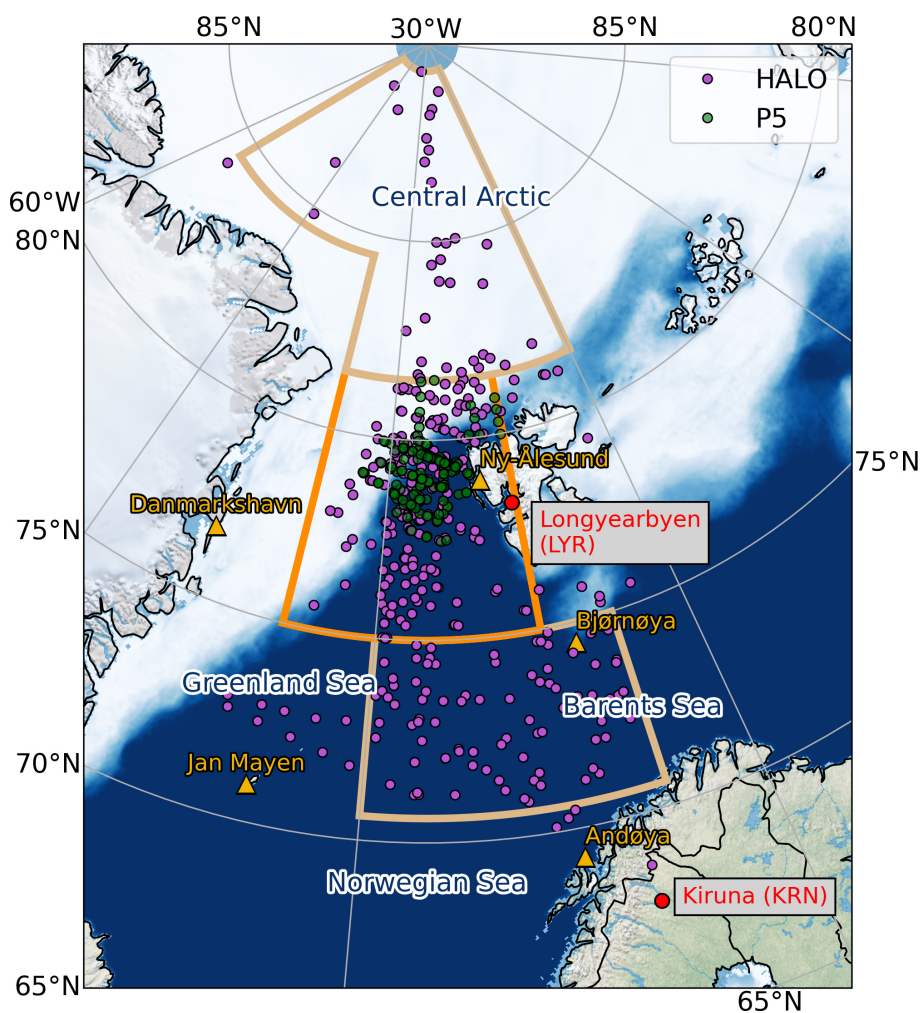 85°N 30°W 85°N 80°N
HALO
P5
60°W
80°N
Central Arctic
75°N
Ny-Ålesund
Danmarkshavn
Longyearbyen
(LYR)
75°N
Bjørnøya
Greenland Sea
Barents Sea
70°N
Jan Mayen
Andøya
Norwegian Sea
Kiruna (KRN)
65°N
65°N